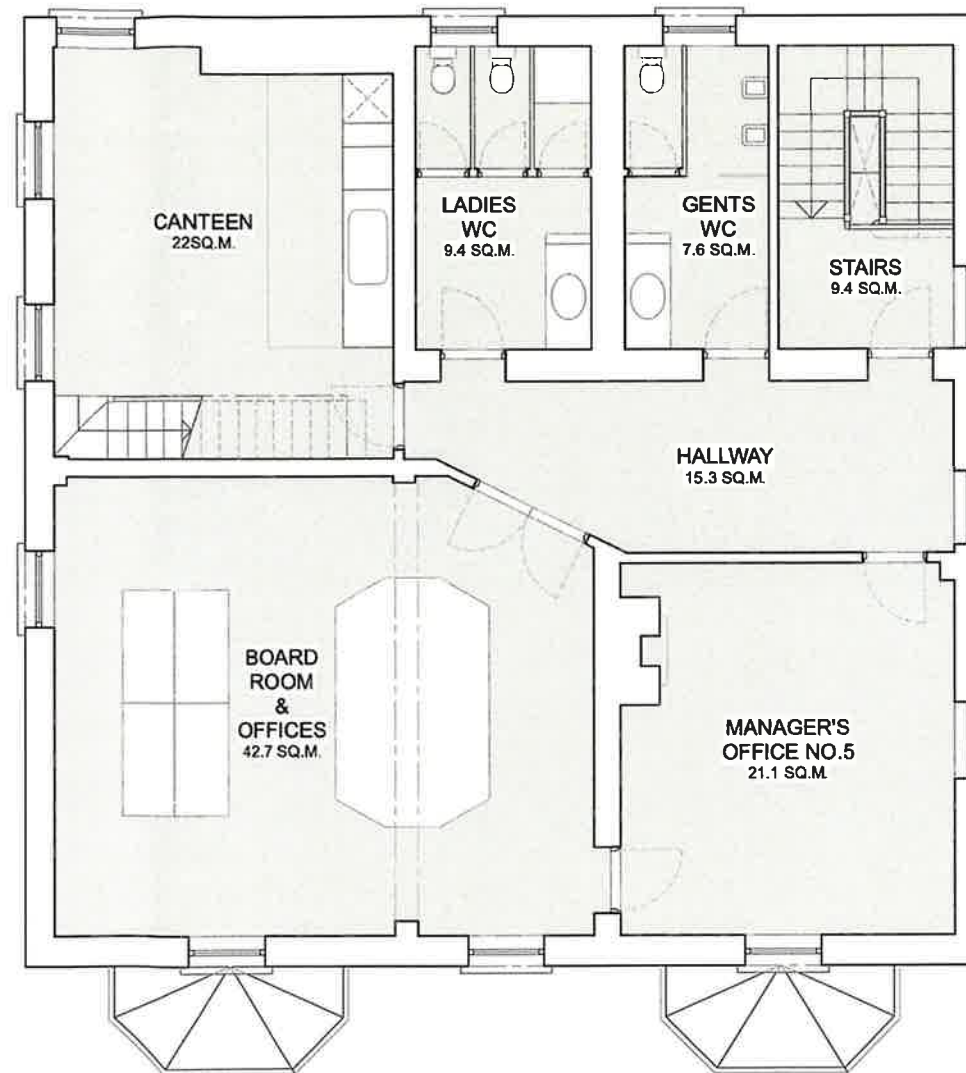 CANTEEN
22SQ.M.
LADIES
WC
9.4 SQ.M.
GENTS
WC
7.6 SQ.M.
STAIRS
9.4 SQ.M.
HALLWAY
15.3 SQ.M.
BOARD
ROOM
&
OFFICES
42.7 SQ.M.
MANAGER'S
OFFICE NO.5
21.1 SQ.M.